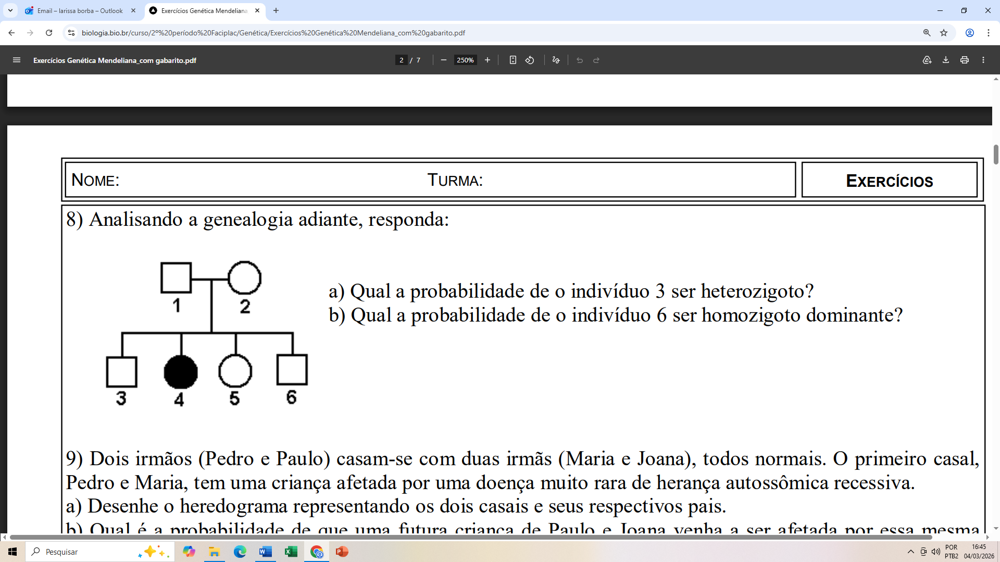 Email – larissa borba – Outlook
Exercícios Genética Mendeliana
biologia.bio.br/curso/2º%20período%20Faciplac/Genética/Exercícios%20Genética%20Mendeliana_com%20gabarito.pdf
Exercícios Genética Mendeliana_com gabarito.pdf
2 / 7
250%
NOME: TURMA:
EXERCÍCIOS
8) Analisando a genealogia adiante, responda:
1 2
3 4 5 6
a) Qual a probabilidade de o indivíduo 3 ser heterozigoto?
b) Qual a probabilidade de o indivíduo 6 ser homozigoto dominante?
9) Dois irmãos (Pedro e Paulo) casam-se com duas irmãs (Maria e Joana), todos normais. O primeiro casal,
Pedro e Maria, tem uma criança afetada por uma doença muito rara de herança autossômica recessiva.
a) Desenhe o heredograma representando os dois casais e seus respectivos pais.
b) Qual é a probabilidade de que uma futura criança de Paulo e Joana venha a ser afetada por essa mesma
Pesquisar
POR
PTB2
16:45
04/03/2026